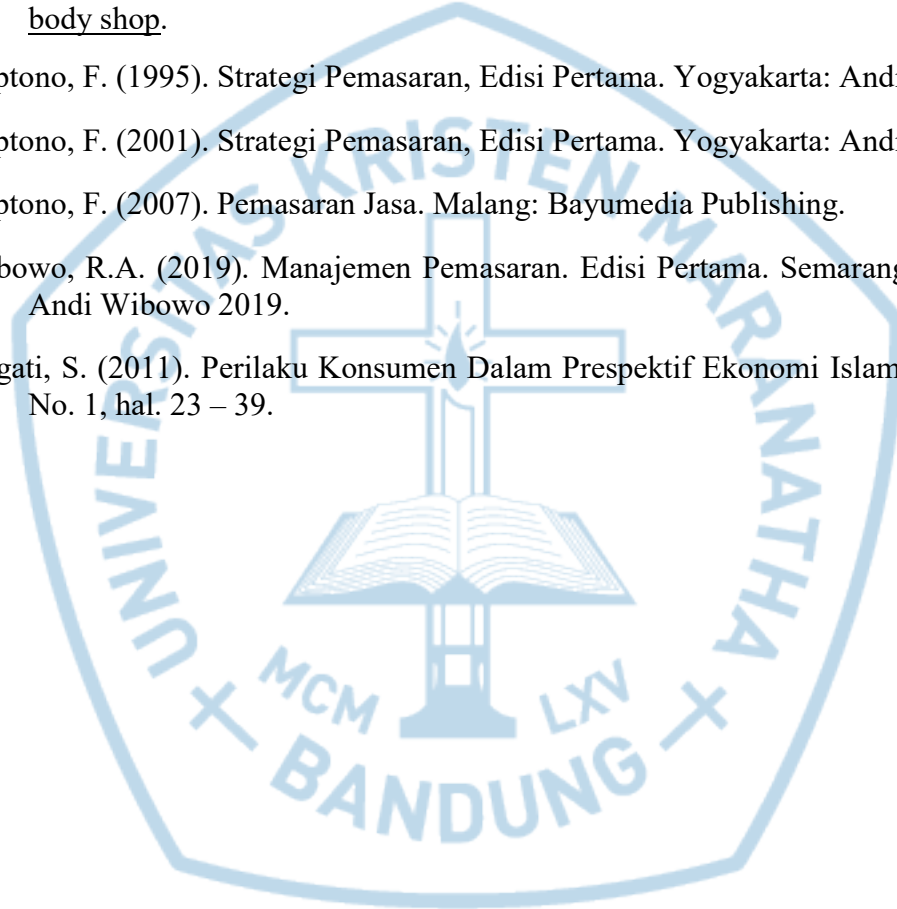 body shop.
ptono, F. (1995). Strategi Pemasaran, Edisi Pertama. Yogyakarta: Andi
ptono, F. (2001). Strategi Pemasaran, Edisi Pertama. Yogyakarta: Andi
ptono, F. (2007). Pemasaran Jasa. Malang: Bayumedia Publishing.
bowo, R.A. (2019). Manajemen Pemasaran. Edisi Pertama. Semarang
Andi Wibowo 2019.
gati, S. (2011). Perilaku Konsumen Dalam Prespektif Ekonomi Islam
No. 1, hal. 23 – 39.
UNIVERSITAS KRISTEN MARANATHA
MCM LXV
BANDUNG